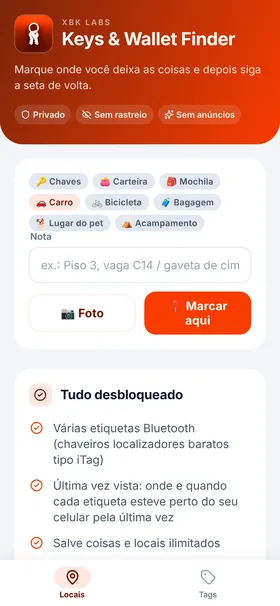 XBK LABS
Keys & Wallet Finder
Marque onde você deixa as coisas e depois siga
a seta de volta.
Privado
Sem rastreio
Sem anúncios
Chaves
Carteira
Mochila
Carro
Bicicleta
Bagagem
Lugar do pet
Acampamento
Nota
ex.: Piso 3, vaga C14 / gaveta de cim
Foto
Marcar
aqui
Tudo desbloqueado
Várias etiquetas Bluetooth
(chaveiros localizadores baratos
tipo iTag)
Última vez vista: onde e quando
cada etiqueta esteve perto do seu
celular pela última vez
Salve coisas e locais ilimitados
Locais
Tags